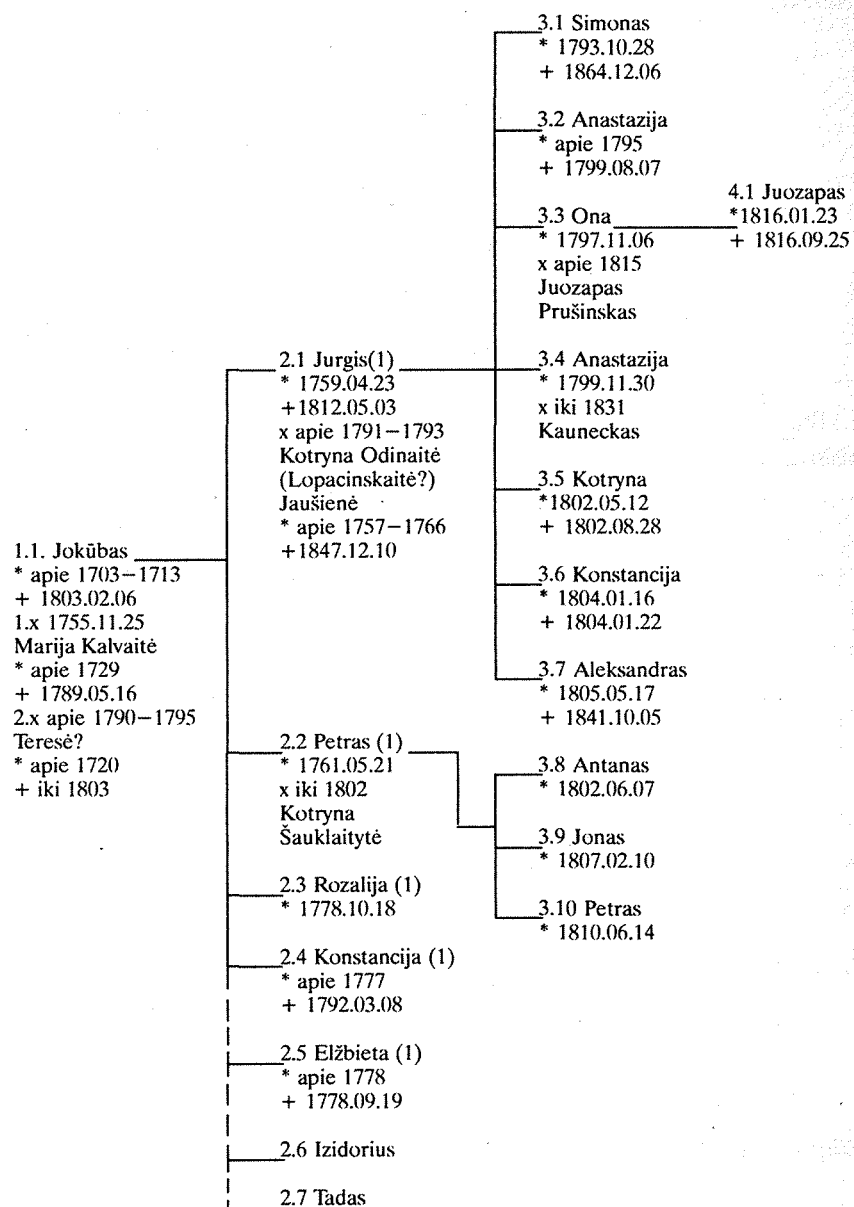 1.1. Jokūbas
* apie 1703–1713
+ 1803.02.06
1.x 1755.11.25
Marija Kalvaitė
* apie 1729
+ 1789.05.16
2.x apie 1790–1795
Teresė?
* apie 1720
+ iki 1803
2.1 Jurgis(1)
* 1759.04.23
+1812.05.03
x apie 1791–1793
Kotryna Odinaitė
(Lopacinskaitė?)
Jaušienė
* apie 1757–1766
+1847.12.10
3.1 Simonas
* 1793.10.28
+ 1864.12.06
3.2 Anastazija
* apie 1795
+ 1799.08.07
3.3 Ona
* 1797.11.06
x apie 1815
Juozapas
Prušinskas
4.1 Juozapas
*1816.01.23
+ 1816.09.25
3.4 Anastazija
* 1799.11.30
x iki 1831
Kauneckas
3.5 Kotryna
*1802.05.12
+ 1802.08.28
3.6 Konstancija
* 1804.01.16
+ 1804.01.22
3.7 Aleksandras
* 1805.05.17
+ 1841.10.05
2.2 Petras (1)
* 1761.05.21
x iki 1802
Kotryna
Šauklaitytė
3.8 Antanas
* 1802.06.07
3.9 Jonas
* 1807.02.10
3.10 Petras
* 1810.06.14
2.3 Rozalija (1)
* 1778.10.18
2.4 Konstancija (1)
* apie 1777
+ 1792.03.08
2.5 Elžbieta (1)
* apie 1778
+ 1778.09.19
2.6 Izidorius
2.7 Tadas